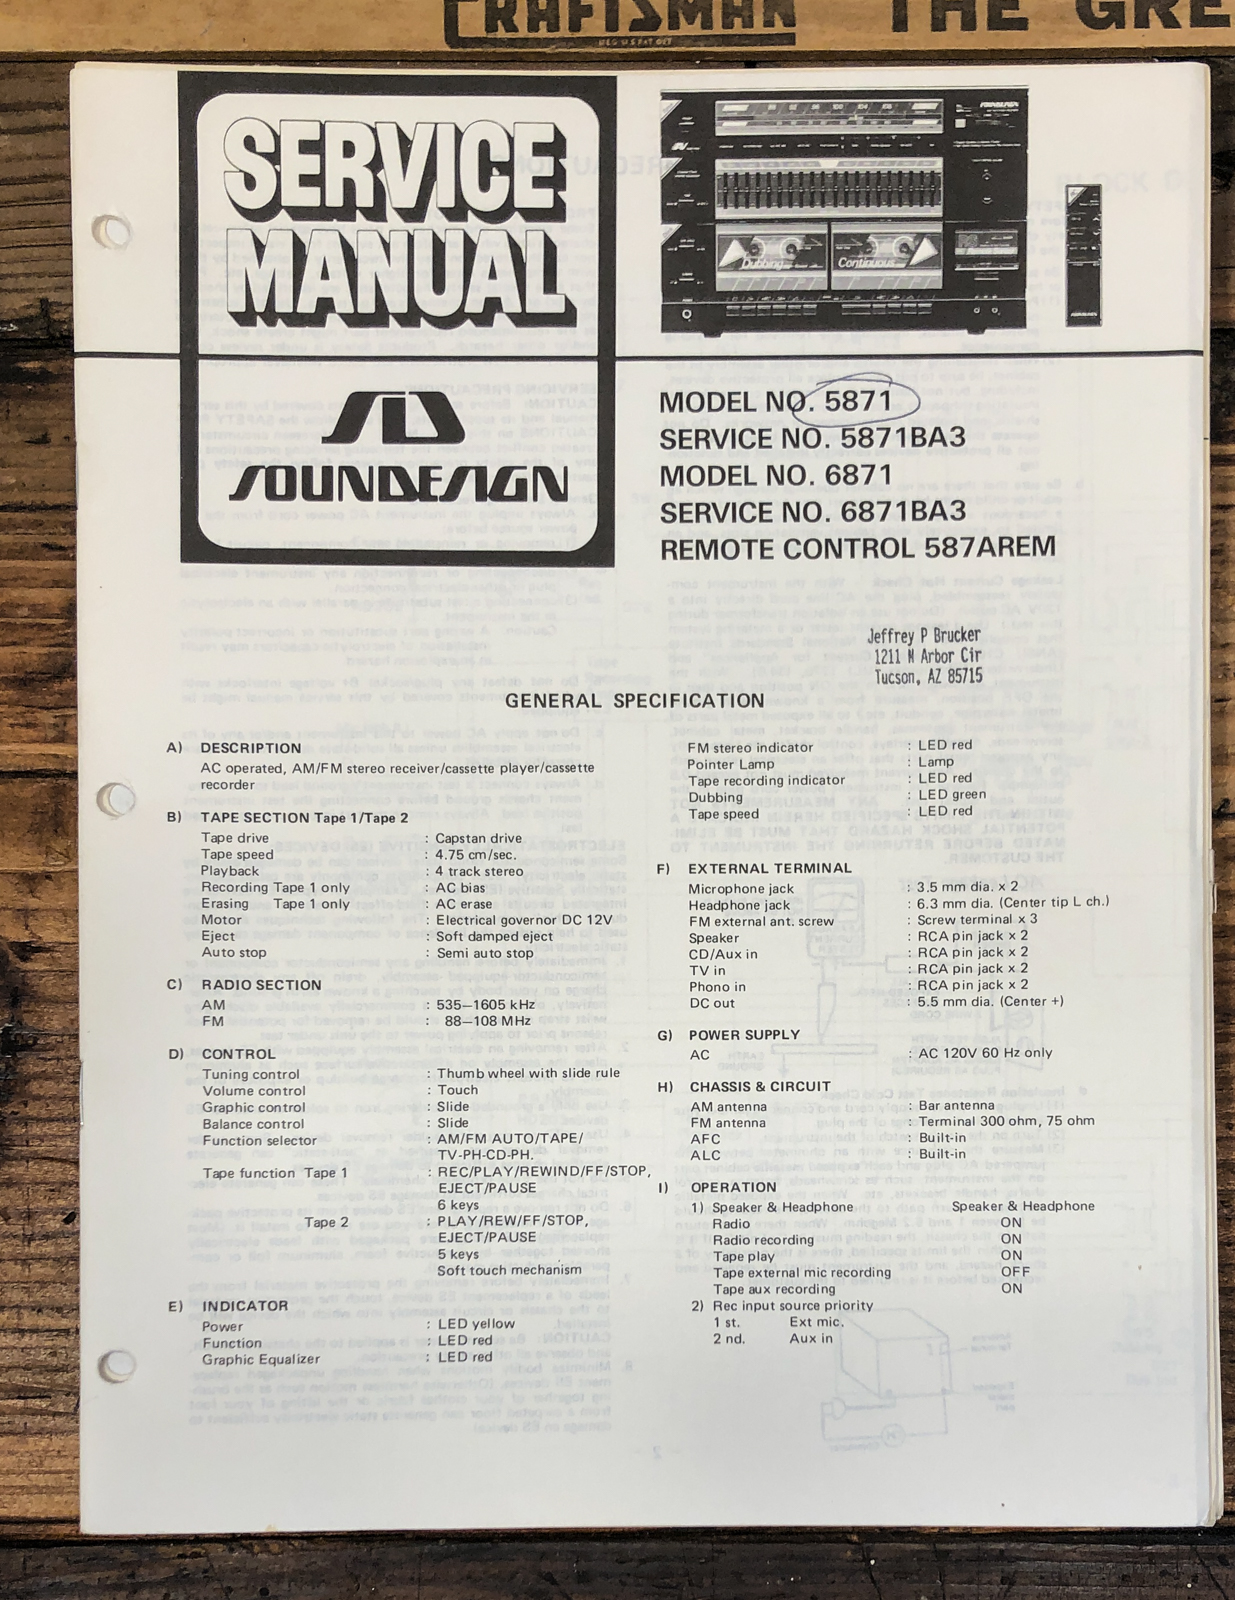 CRAFTSMAN THE GRE
SERVICE
MANUAL
SOUNDESIGN
Dubbing
Continuous
MODEL NO. 5871
SERVICE NO. 5871BA3
MODEL NO. 6871
SERVICE NO. 6871BA3
REMOTE CONTROL 587AREM
Jeffrey P Brucker
1211 N Arbor Cir
Tucson, AZ 85715
GENERAL SPECIFICATION
A) DESCRIPTION
AC operated, AM/FM stereo receiver/cassette player/cassette
recorder
B) TAPE SECTION Tape 1/Tape 2
Tape drive : Capstan drive
Tape speed : 4.75 cm/sec.
Playback : 4 track stereo
Recording Tape 1 only : AC bias
Erasing Tape 1 only : AC erase
Motor : Electrical governor DC 12V
Eject : Soft damped eject
Auto stop : Semi auto stop
C) RADIO SECTION
AM : 535–1605 kHz
FM : 88–108 MHz
D) CONTROL
Tuning control : Thumb wheel with slide rule
Volume control : Touch
Graphic control : Slide
Balance control : Slide
Function selector : AM/FM AUTO/TAPE/
TV-PH-CD-PH.
Tape function Tape 1 : REC/PLAY/REWIND/FF/STOP,
EJECT/PAUSE
6 keys
Tape 2 : PLAY/REW/FF/STOP,
EJECT/PAUSE
5 keys
Soft touch mechanism
E) INDICATOR
Power : LED yellow
Function : LED red
Graphic Equalizer : LED red
FM stereo indicator : LED red
Pointer Lamp : Lamp
Tape recording indicator : LED red
Dubbing : LED green
Tape speed : LED red
F) EXTERNAL TERMINAL
Microphone jack : 3.5 mm dia. x 2
Headphone jack : 6.3 mm dia. (Center tip L ch.)
FM external ant. screw : Screw terminal x 3
Speaker : RCA pin jack x 2
CD/Aux in : RCA pin jack x 2
TV in : RCA pin jack x 2
Phono in : RCA pin jack x 2
DC out : 5.5 mm dia. (Center +)
G) POWER SUPPLY
AC : AC 120V 60 Hz only
H) CHASSIS & CIRCUIT
AM antenna : Bar antenna
FM antenna : Terminal 300 ohm, 75 ohm
AFC : Built-in
ALC : Built-in
I) OPERATION
1) Speaker & Headphone Speaker & Headphone
Radio ON
Radio recording ON
Tape play ON
Tape external mic recording OFF
Tape aux recording ON
2) Rec input source priority
1 st. Ext mic.
2 nd. Aux in